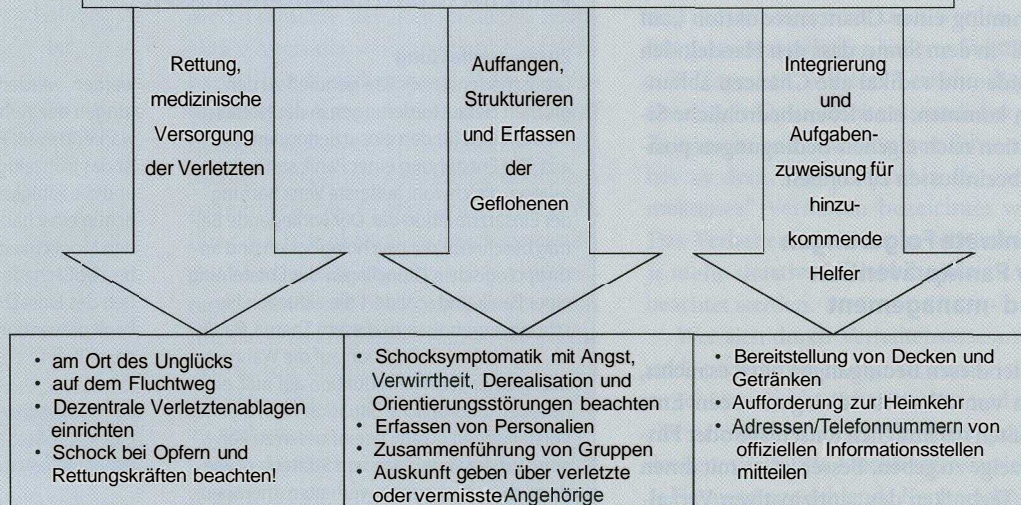 Rettung,
medizinische
Versorgung
der Verletzten
Auffangen,
Strukturieren
und Erfassen
der
Geflohenen
Integrierung
und
Aufgaben-
zuweisung für
hinzu-
kommende
Helfer
• am Ort des Unglücks
• auf dem Fluchtweg
• Dezentrale Verletztenablagen
einrichten
• Schock bei Opfern und
Rettungskräften beachten!
• Schocksymptomatik mit Angst,
Verwirrtheit, Derealisation und
Orientierungsstörungen beachten
• Erfassen von Personalien
• Zusammenführung von Gruppen
• Auskunft geben über verletzte
oder vermisste Angehörige
• Bereitstellung von Decken und
Getränken
• Aufforderung zur Heimkehr
• Adressen/Telefonnummern von
offiziellen Informationsstellen
mitteilen